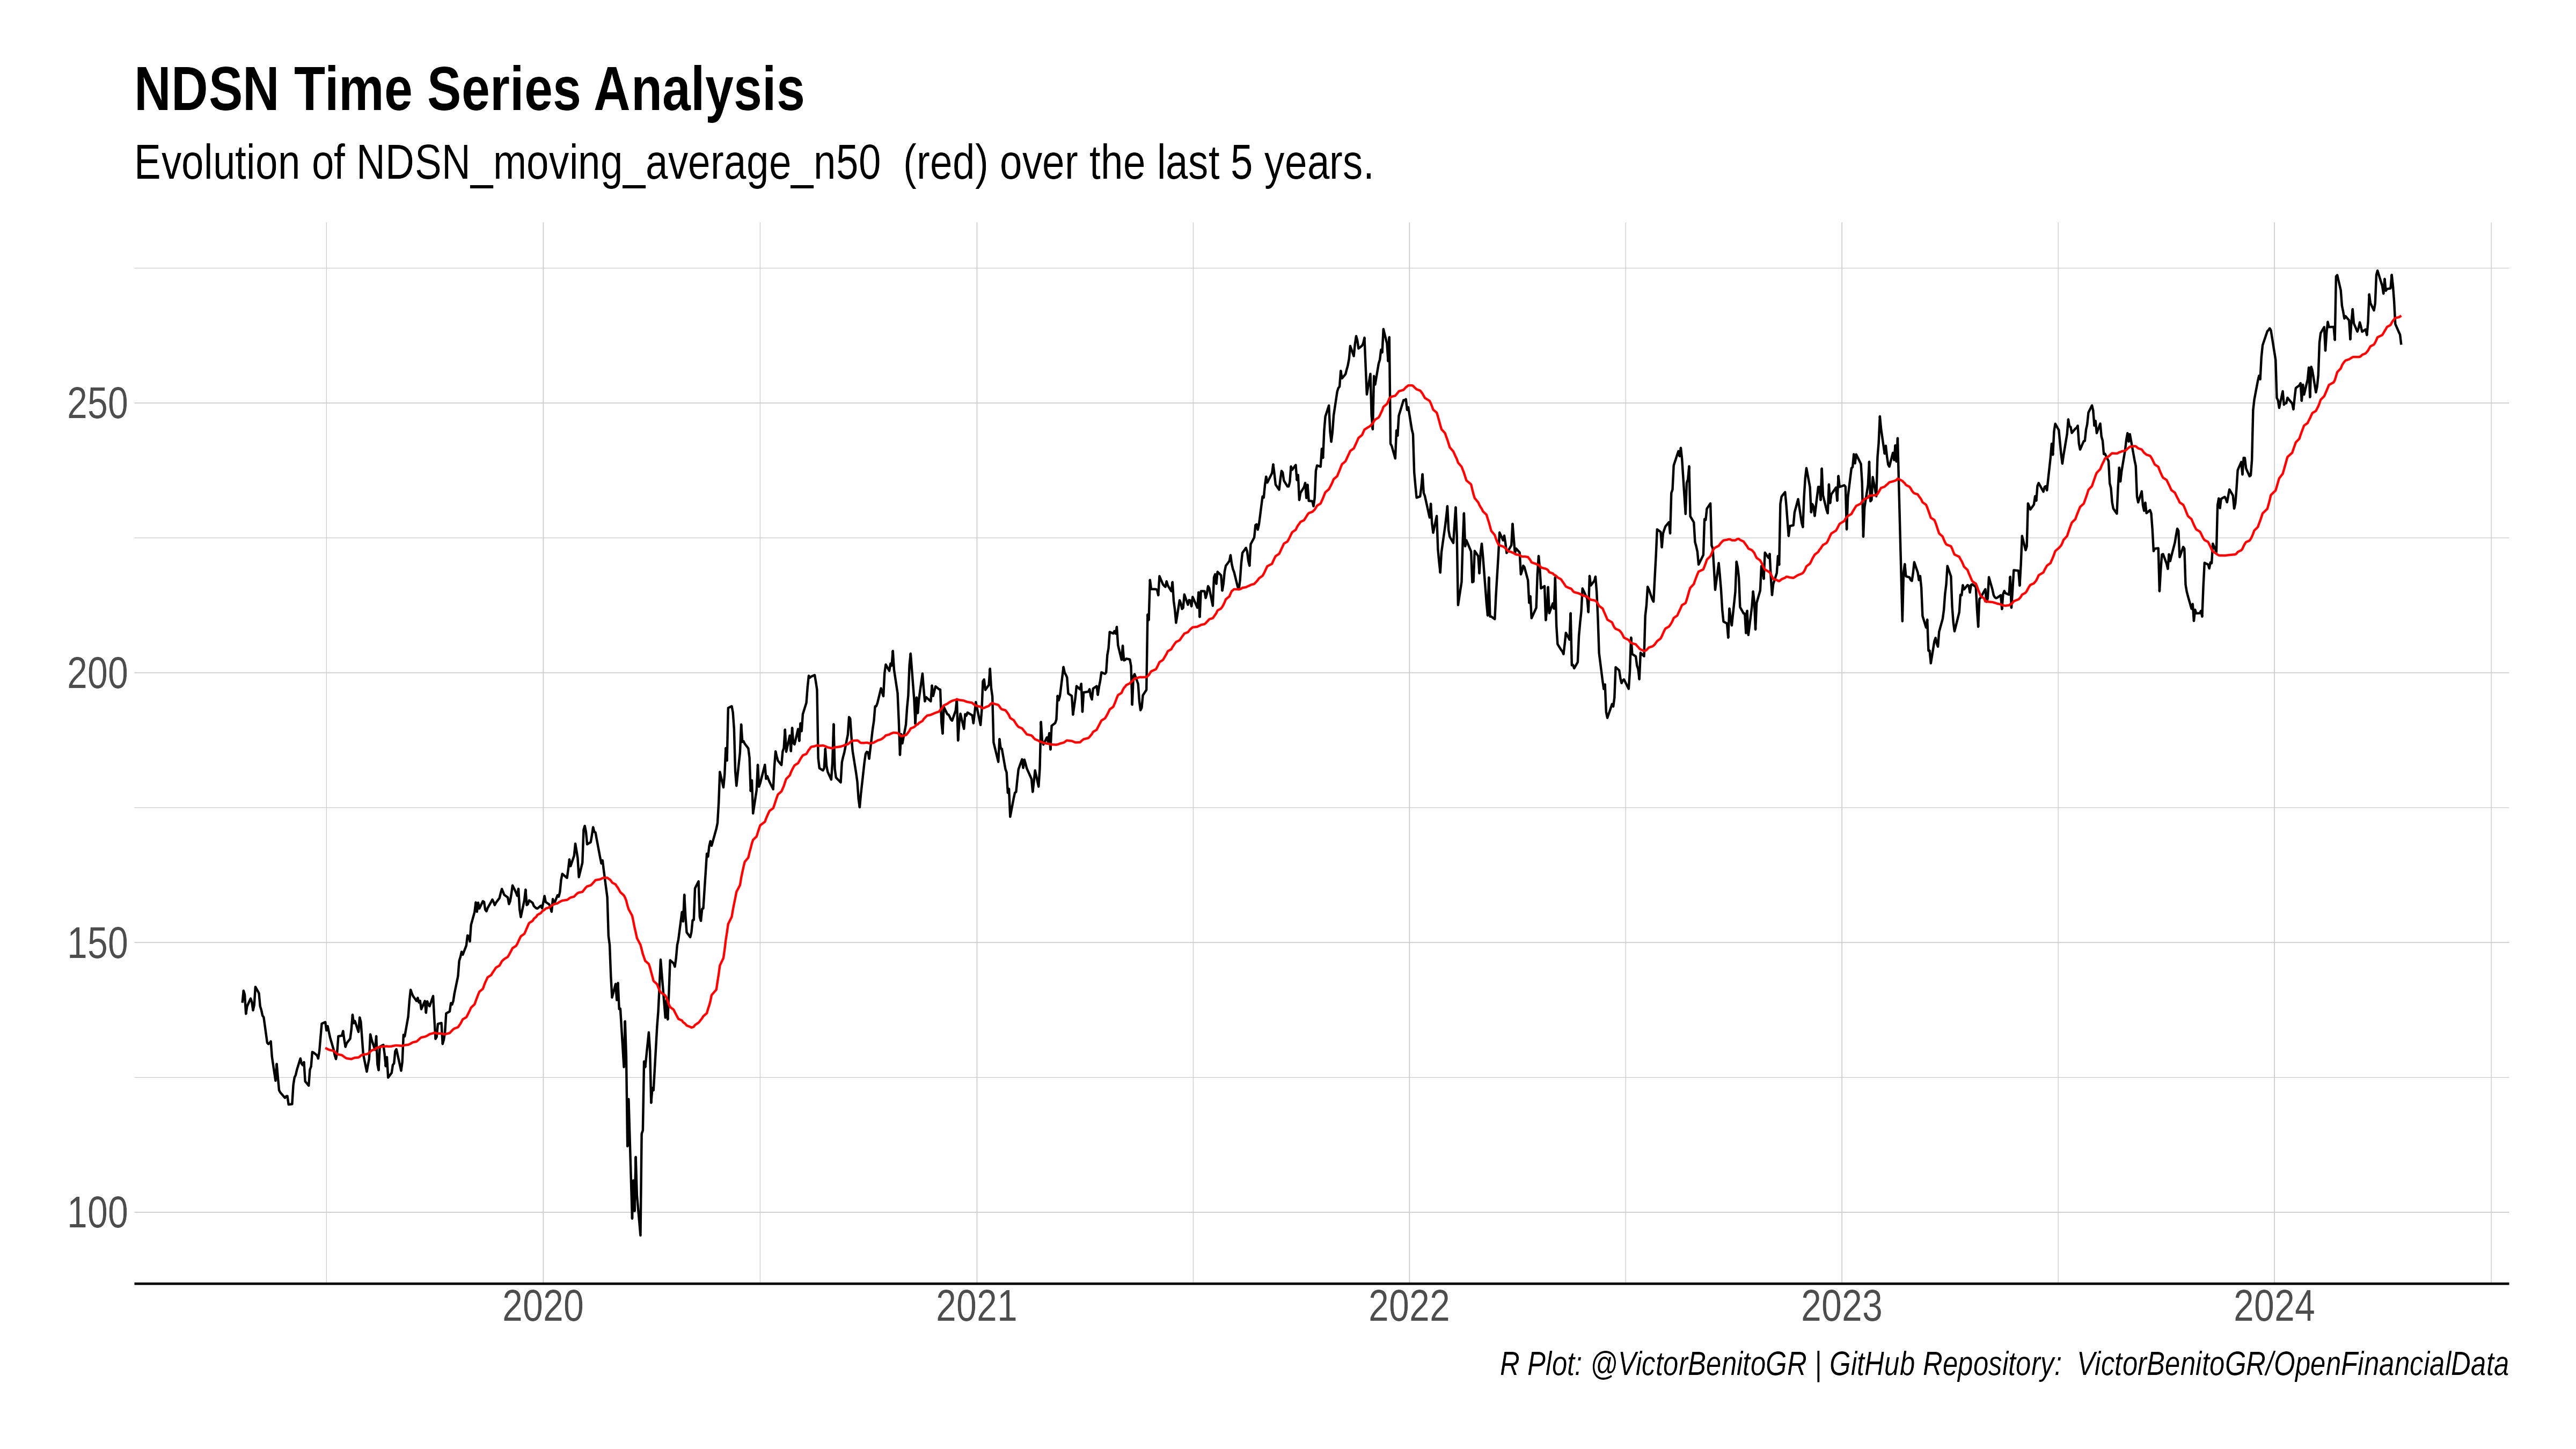 NDSN Time Series Analysis
Evolution of NDSN_moving_average_n50  (red) over the last 5 years.
250
200
150
100
2020 2021 2022 2023 2024
R Plot: @VictorBenitoGR | GitHub Repository:  VictorBenitoGR/OpenFinancialData